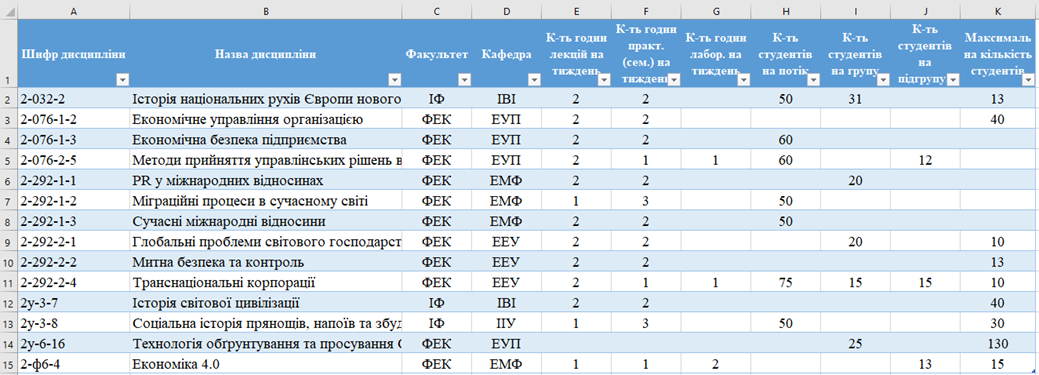 A B C D E F G H I J K
1 Шифр дисципліни Назва дисципліни Факультет Кафедра К-ть годин лекцій на тиждень К-ть годин практ. (сем.) на тиждень К-ть годин лабор. на тиждень К-ть студентів на потік К-ть студентів на групу К-ть студентів на підгрупу Максималь на кількість студентів
2 2-032-2 Історія національних рухів Європи нового ІФ ІВІ 2 2 50 31 13
3 2-076-1-2 Економічне управління організацією ФЕК ЕУП 2 2 40
4 2-076-1-3 Економічна безпека підприємства ФЕК ЕУП 2 2 60
5 2-076-2-5 Методи прийняття управлінських рішень в ФЕК ЕУП 2 1 1 60 12
6 2-292-1-1 PR у міжнародних відносинах ФЕК ЕМФ 2 2 20
7 2-292-1-2 Міграційні процеси в сучасному світі ФЕК ЕМФ 1 3 50
8 2-292-1-3 Сучасні міжнародні відносини ФЕК ЕМФ 2 2 50
9 2-292-2-1 Глобальні проблеми світового господарст ФЕК ЕЕУ 2 2 20 10
10 2-292-2-2 Митна безпека та контроль ФЕК ЕЕУ 2 2 13
11 2-292-2-4 Транснаціональні корпорації ФЕК ЕЕУ 2 1 1 75 15 15 10
12 2у-3-7 Історія світової цивілізації ІФ ІВІ 2 2 40
13 2у-3-8 Соціальна історія прянощів, напоїв та збуд ІФ ІІУ 1 3 50 30
14 2у-6-16 Технологія обґрунтування та просування ФЕК ЕУП 25 130
15 2-ф6-4 Економіка 4.0 ФЕК ЕМФ 1 1 2 13 15